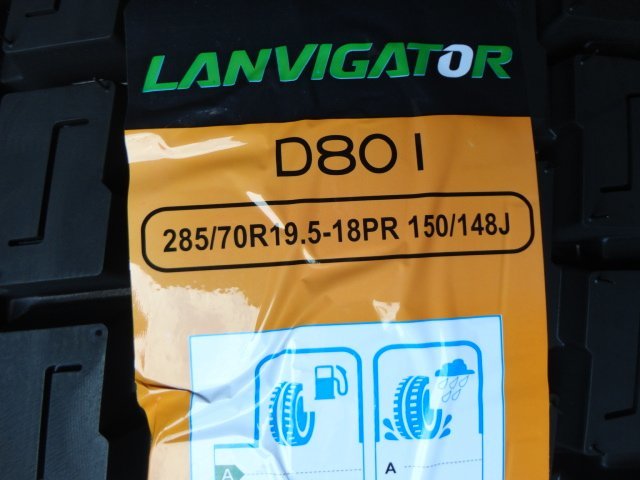 LANVIGATOR
D801
285/70R19.5-18PR 150/148J
A
A